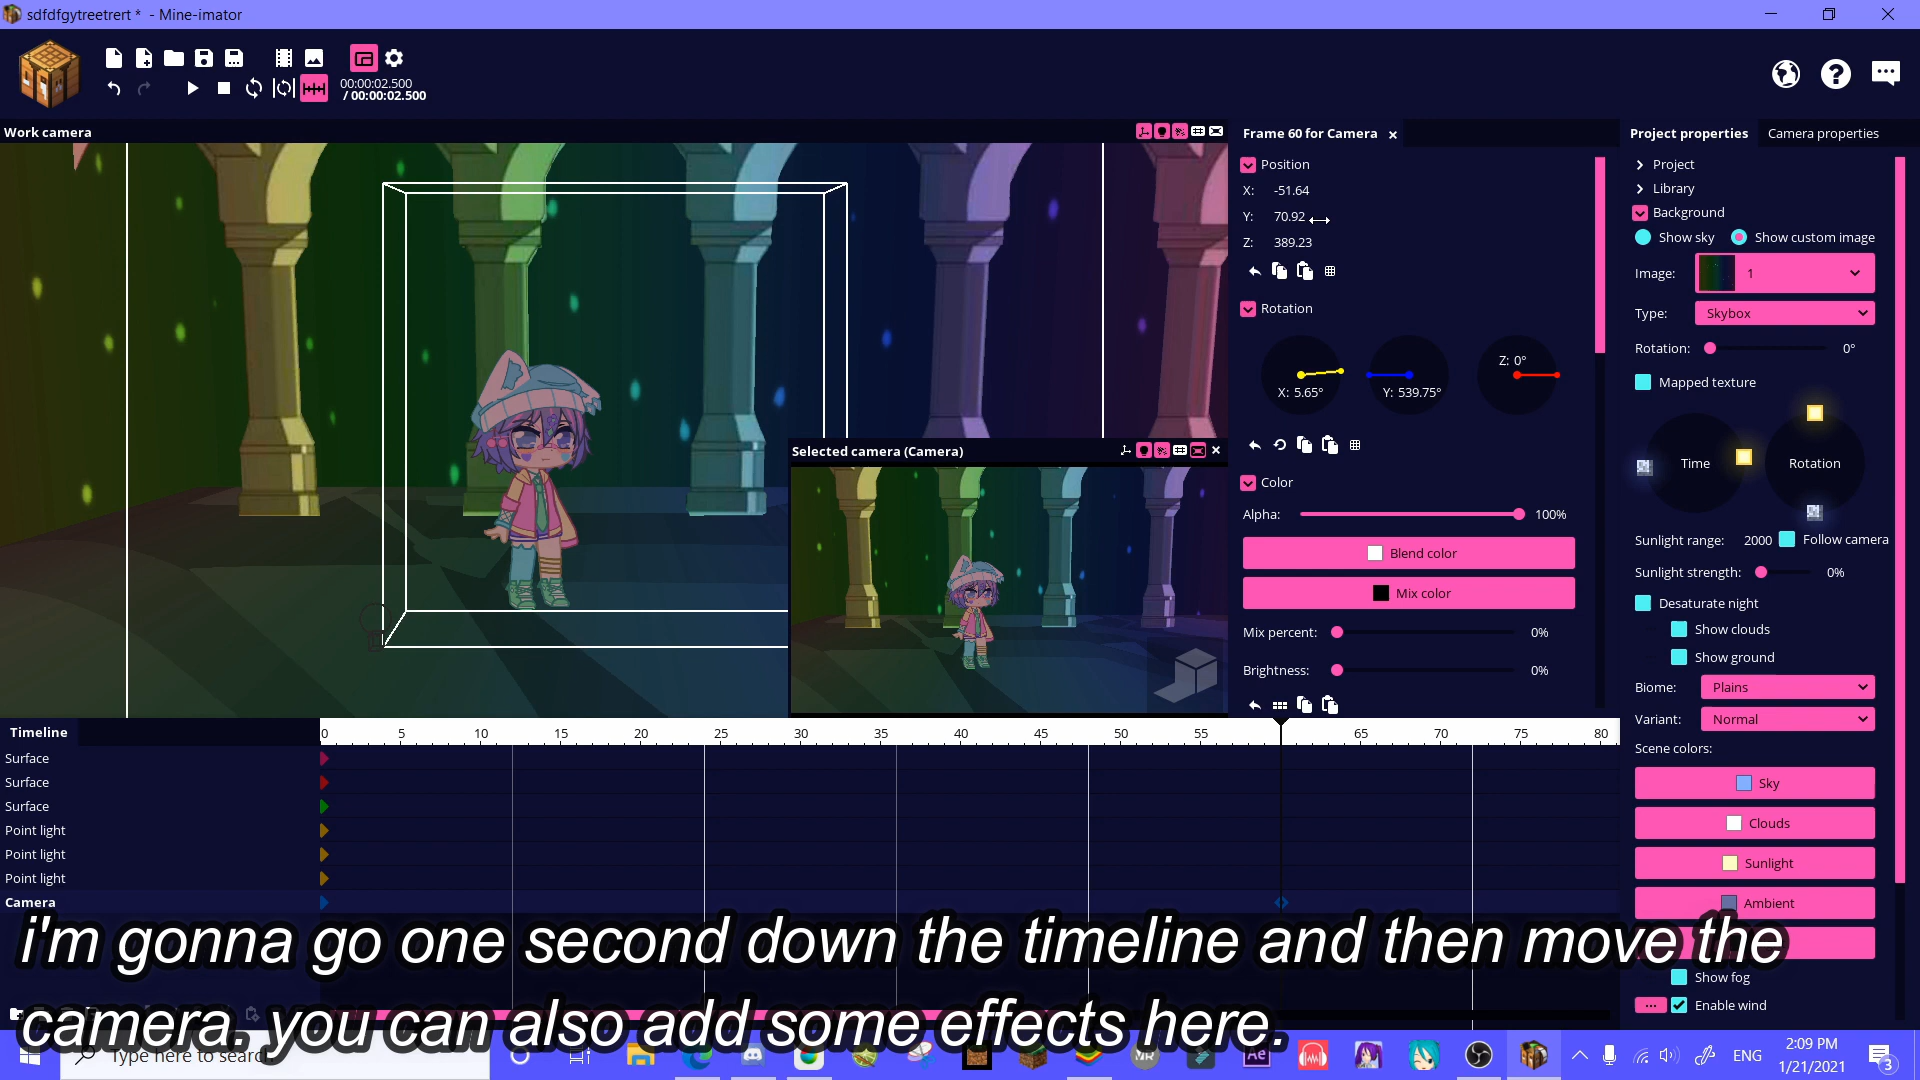 sdfdfgytreetrert * - Mine-imator
00:00:02.500
/ 00:00:02.500
Work camera
Frame 60 for Camera
Project properties
Camera properties
Position
X: -51.64
Y: 70.92
Z: 389.23
Rotation
X: 5.65°
Y: 539.75°
Z: 0°
Color
Alpha: 100%
Blend color
Mix color
Mix percent: 0%
Brightness: 0%
Project
Library
Background
Show sky
Show custom image
Image: 1
Type: Skybox
Rotation: 0°
Mapped texture
Time
Rotation
Sunlight range: 2000
Follow camera
Sunlight strength: 0%
Desaturate night
Show clouds
Show ground
Biome: Plains
Variant: Normal
Scene colors:
Sky
Clouds
Sunlight
Ambient
Show fog
Enable wind
Selected camera (Camera)
Timeline
0 5 10 15 20 25 30 35 40 45 50 55 65 70 75 80
Surface
Surface
Surface
Point light
Point light
Point light
Camera
i'm gonna go one second down the timeline and then move the
camera. you can also add some effects here.
Type here to search
VR
Ae
ENG
2:09 PM
1/21/2021
3